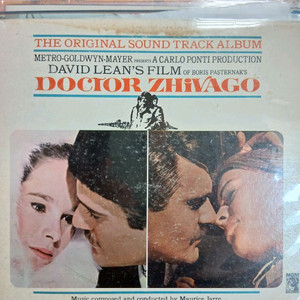 THE ORIGINAL SOUND TRACK ALBUM
METRO-GOLDWYN-MAYER PRESENTS A CARLO PONTI PRODUCTION
DAVID LEAN'S FILM OF BORIS PASTERNAK'S
DOCTOR ZHiVAGO
Music composed and conducted by Maurice Jarre